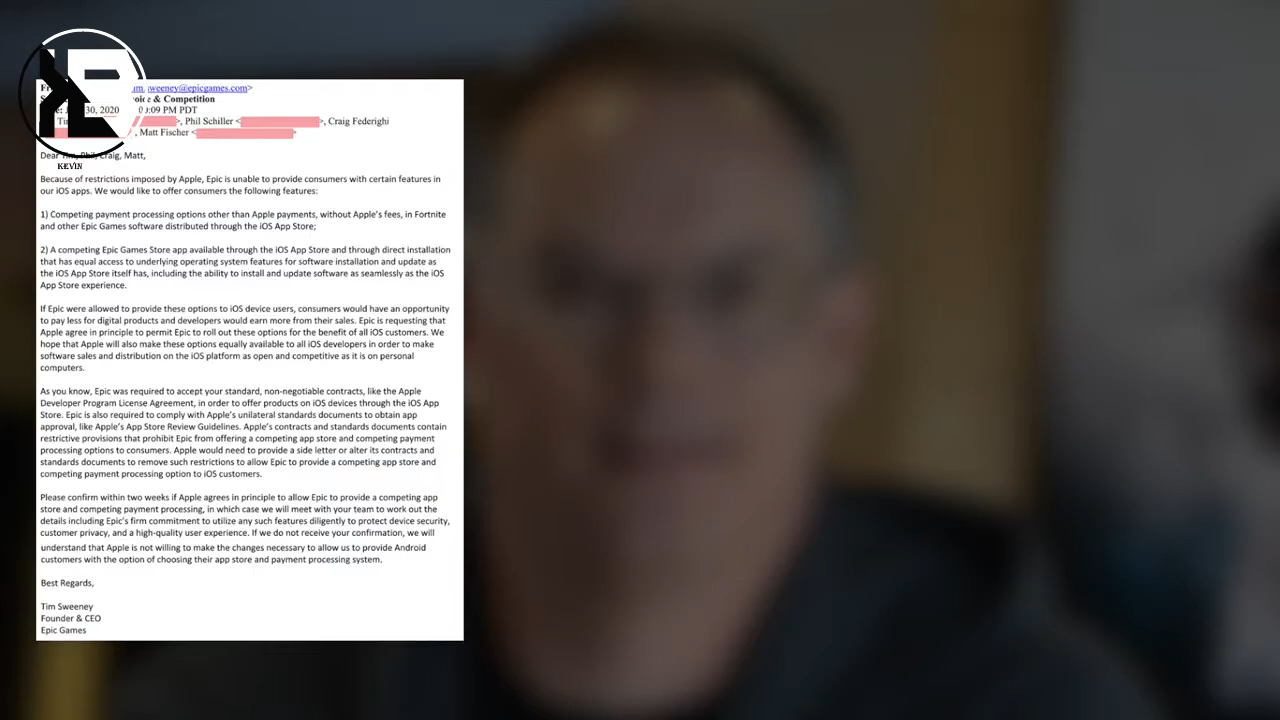 KEVIN
sweeney@epicgames.com>
& Competition
30, 2020 :09 PM PDT
>, Phil Schiller < >, Craig Federighi
, Matt Fischer < >
Dear Tim, Phil, Craig, Matt,
Because of restrictions imposed by Apple, Epic is unable to provide consumers with certain features in
our iOS apps. We would like to offer consumers the following features:
1) Competing payment processing options other than Apple payments, without Apple's fees, in Fortnite
and other Epic Games software distributed through the iOS App Store;
2) A competing Epic Games Store app available through the iOS App Store and through direct installation
that has equal access to underlying operating system features for software installation and update as
the iOS App Store itself has, including the ability to install and update software as seamlessly as the iOS
App Store experience.
If Epic were allowed to provide these options to iOS device users, consumers would have an opportunity
to pay less for digital products and developers would earn more from their sales. Epic is requesting that
Apple agree in principle to permit Epic to roll out these options for the benefit of all iOS customers. We
hope that Apple will also make these options equally available to all iOS developers in order to make
software sales and distribution on the iOS platform as open and competitive as it is on personal
computers.
As you know, Epic was required to accept your standard, non-negotiable contracts, like the Apple
Developer Program License Agreement, in order to offer products on iOS devices through the iOS App
Store. Epic is also required to comply with Apple's unilateral standards documents to obtain app
approval, like Apple's App Store Review Guidelines. Apple's contracts and standards documents contain
restrictive provisions that prohibit Epic from offering a competing app store and competing payment
processing options to consumers. Apple would need to provide a side letter or alter its contracts and
standards documents to remove such restrictions to allow Epic to provide a competing app store and
competing payment processing option to iOS customers.
Please confirm within two weeks if Apple agrees in principle to allow Epic to provide a competing app
store and competing payment processing, in which case we will meet with your team to work out the
details including Epic's firm commitment to utilize any such features diligently to protect device security,
customer privacy, and a high-quality user experience. If we do not receive your confirmation, we will
understand that Apple is not willing to make the changes necessary to allow us to provide Android
customers with the option of choosing their app store and payment processing system.
Best Regards,
Tim Sweeney
Founder & CEO
Epic Games